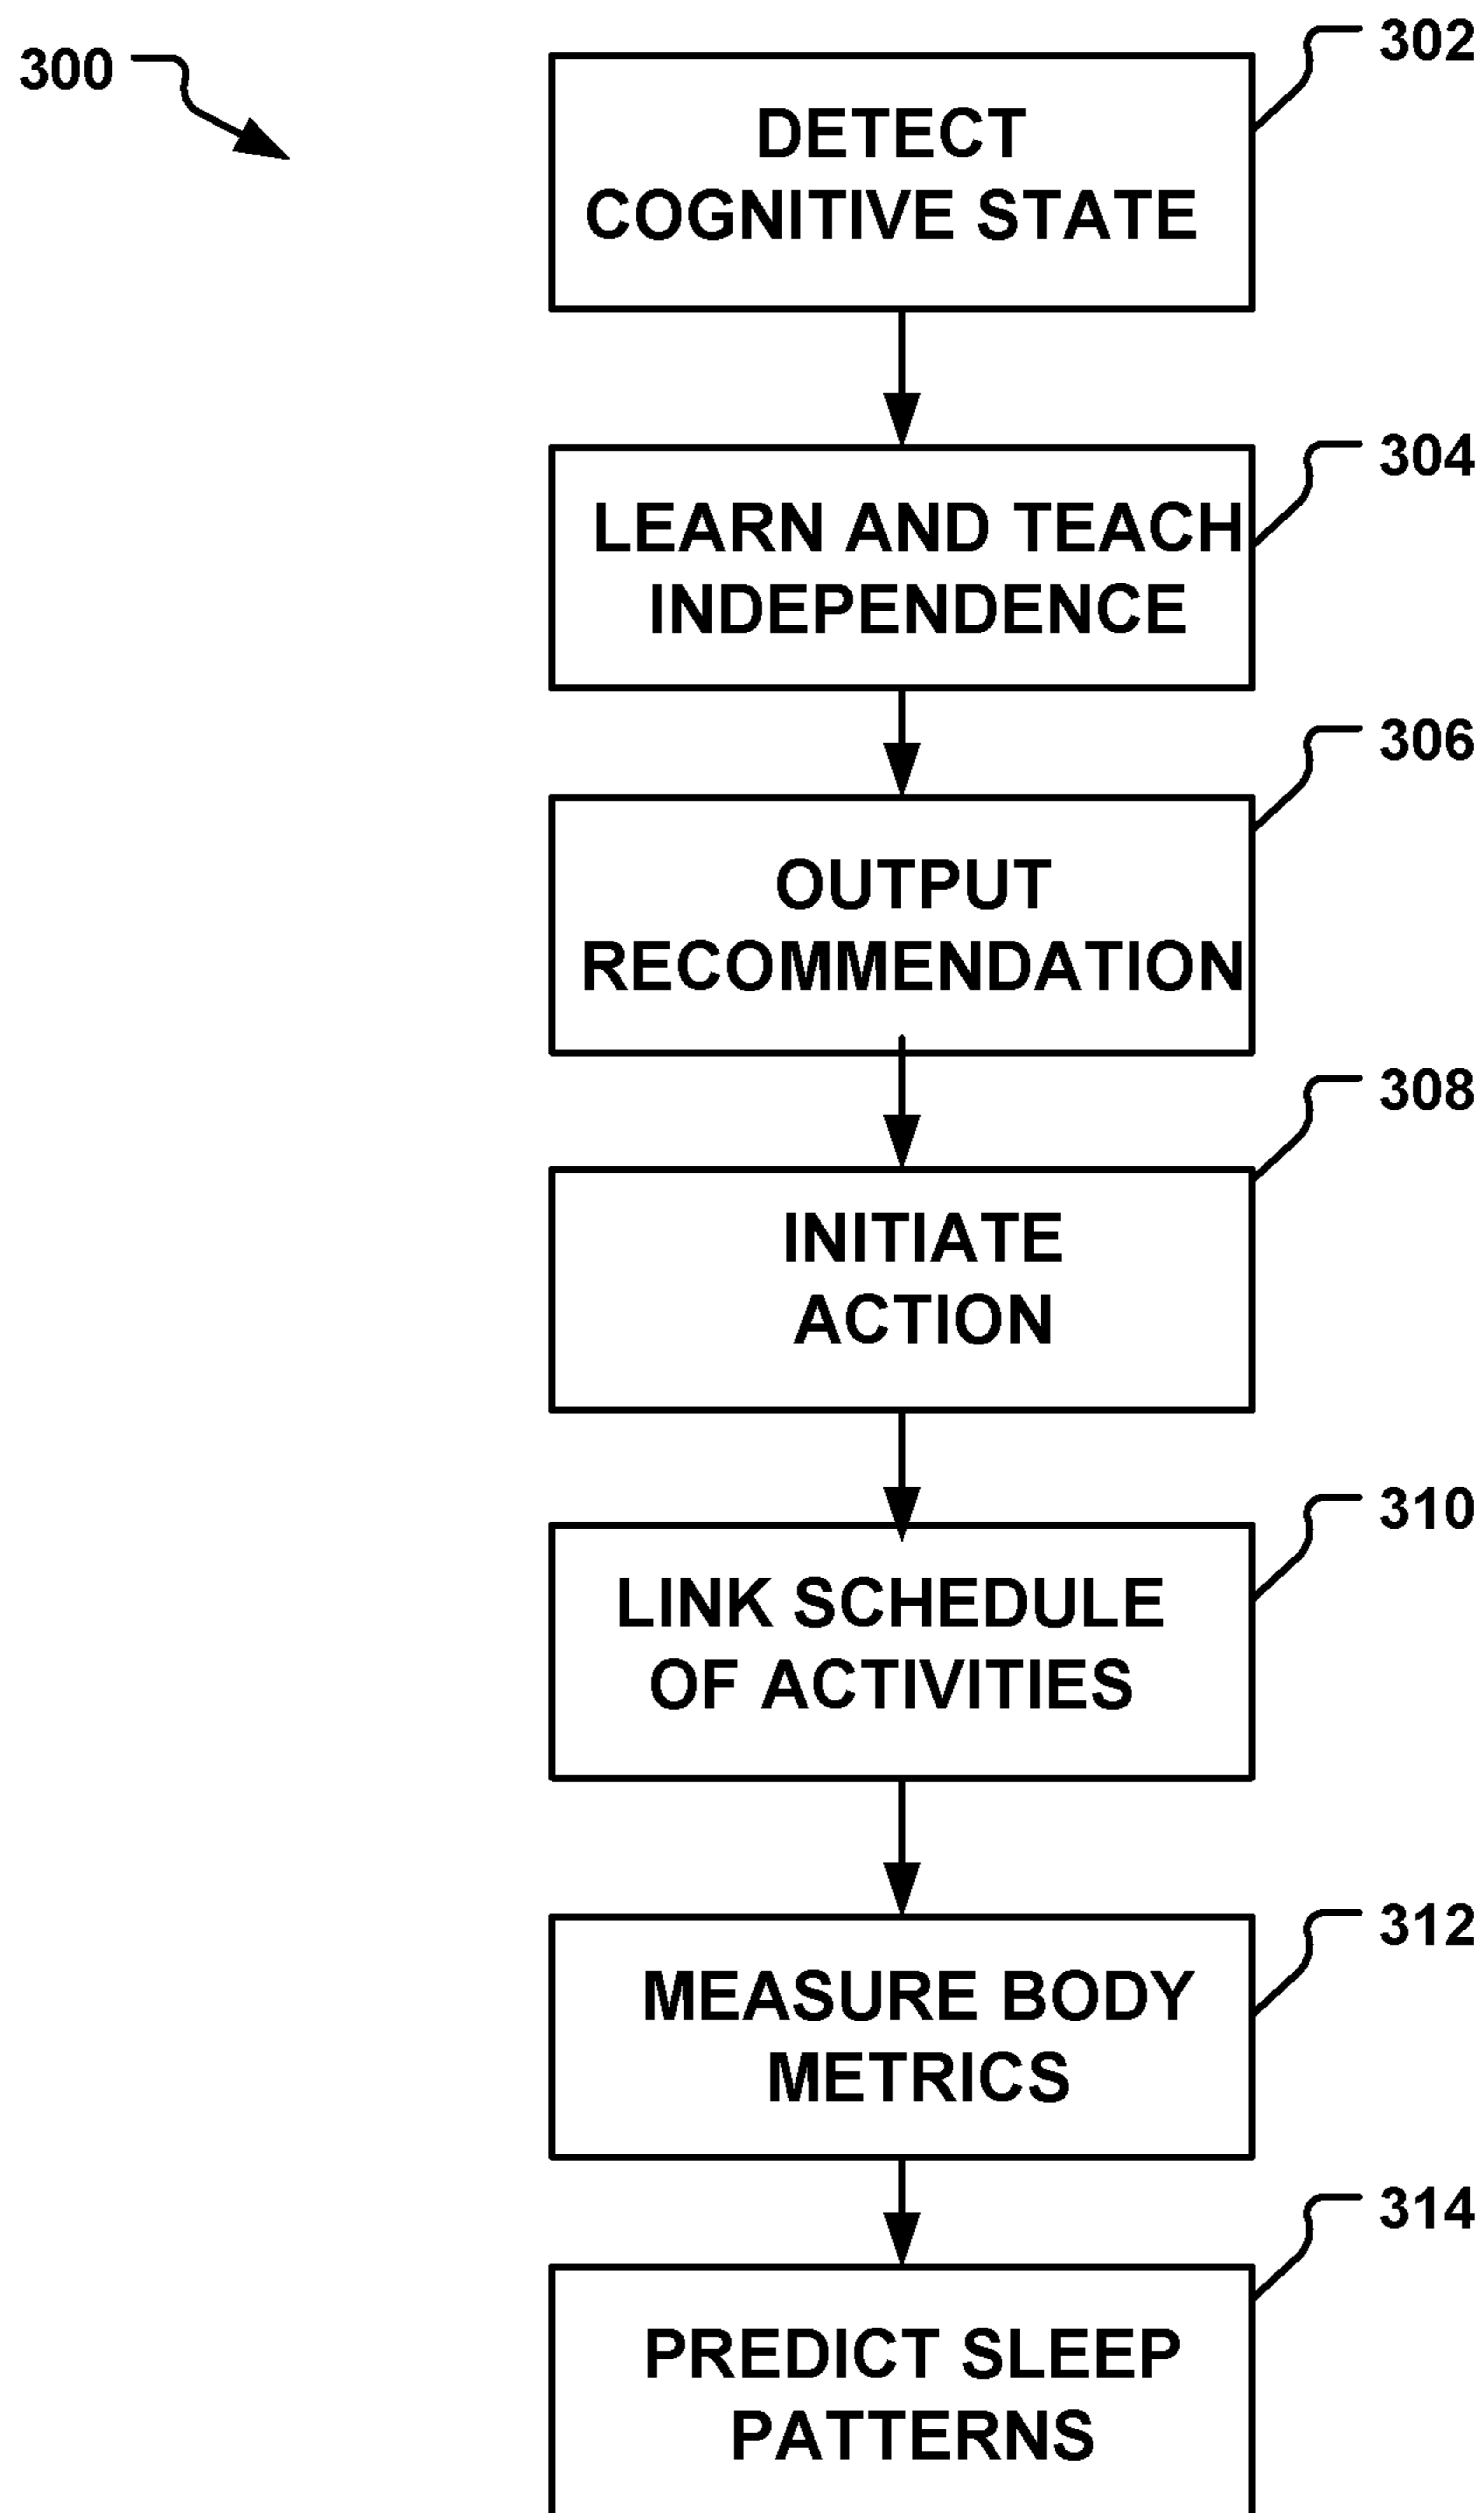 300
302
DETECT
COGNITIVE STATE
304
LEARN AND TEACH
INDEPENDENCE
306
OUTPUT
RECOMMENDATION
308
INITIATE
ACTION
310
LINK SCHEDULE
OF ACTIVITIES
312
MEASURE BODY
METRICS
314
PREDICT SLEEP
PATTERNS